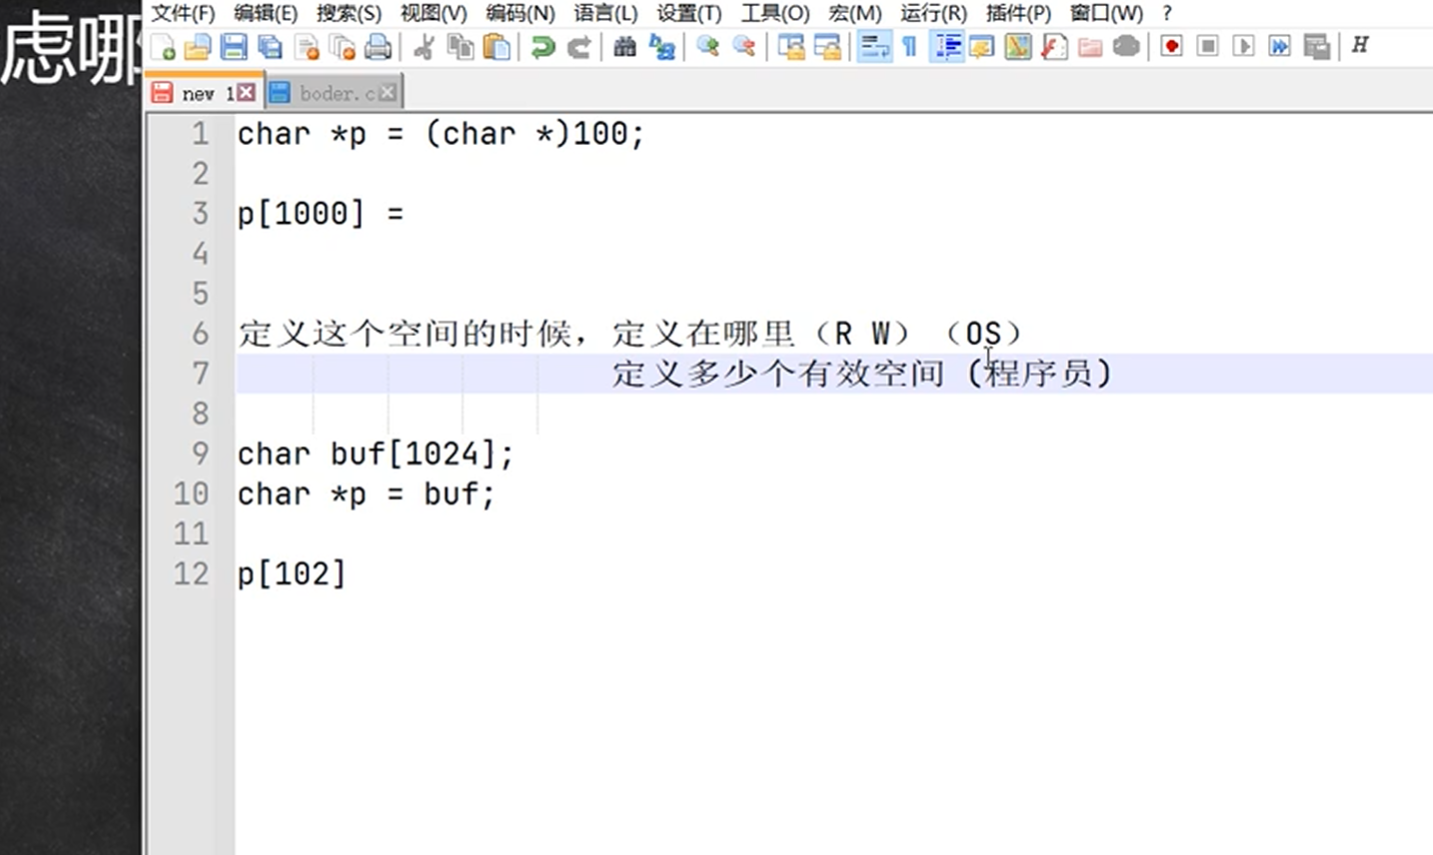 虑哪
文件(F) 编辑(E) 搜索(S) 视图(V) 编码(N) 语言(L) 设置(T) 工具(O) 宏(M) 运行(R) 插件(P) 窗口(W) ?
H
new 1 boder.c
1 char *p = (char *)100;
2
3 p[1000] =
4
5
6 定义这个空间的时候，定义在哪里（R W）（OS）
7 定义多少个有效空间 (程序员)
8
9 char buf[1024];
10 char *p = buf;
11
12 p[102]